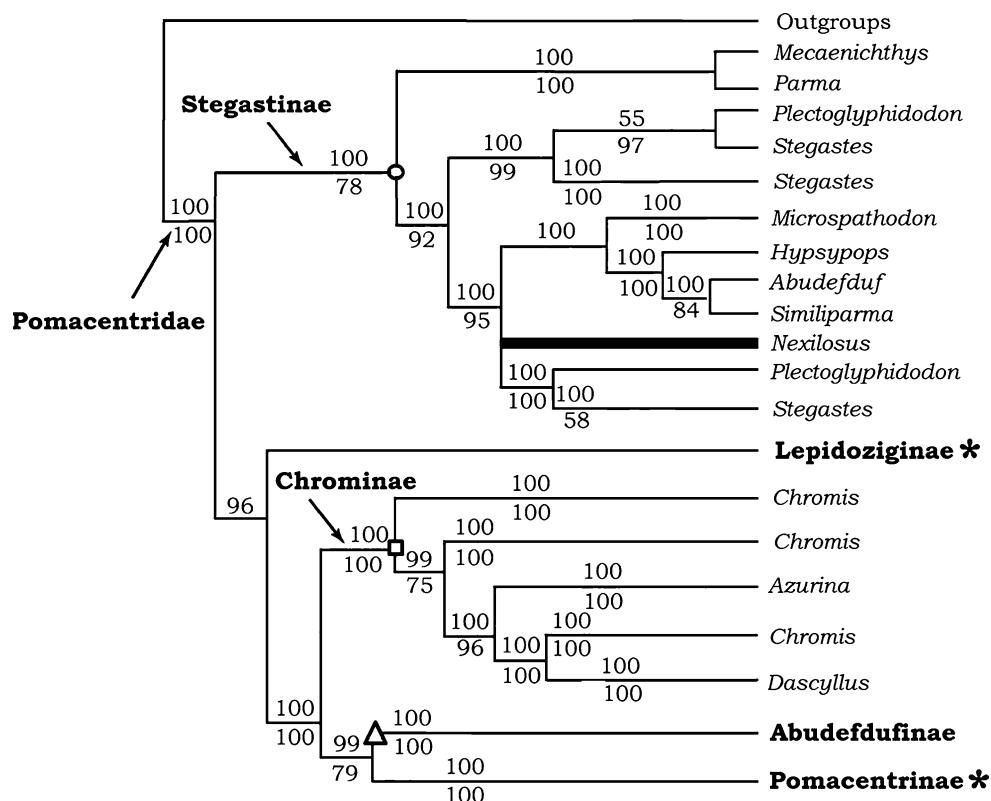 Outgroups
100
Mecaenichthys
100
Parma
Stegastinae
55
Plectoglyphidodon
100
97
Stegastes
100
99
100
Stegastes
78
100
100
100
100
Microspathodon
92
100
100
100
100
Hypsypops
100
100
Abudefduf
100
84
Similiparma
Pomacentridae
95
Nexilosus
100
Plectoglyphidodon
100
100
58
Stegastes
Lepidoziginae *
Chrominae
100
Chromis
96
100
100
100
Chromis
100
99
100
75
100
Azurina
100
100
100
Chromis
96
100
100
100
100
Dascyllus
100
100
100
Abudefdufinae
100
99
100
79
100
Pomacentrinae *
100